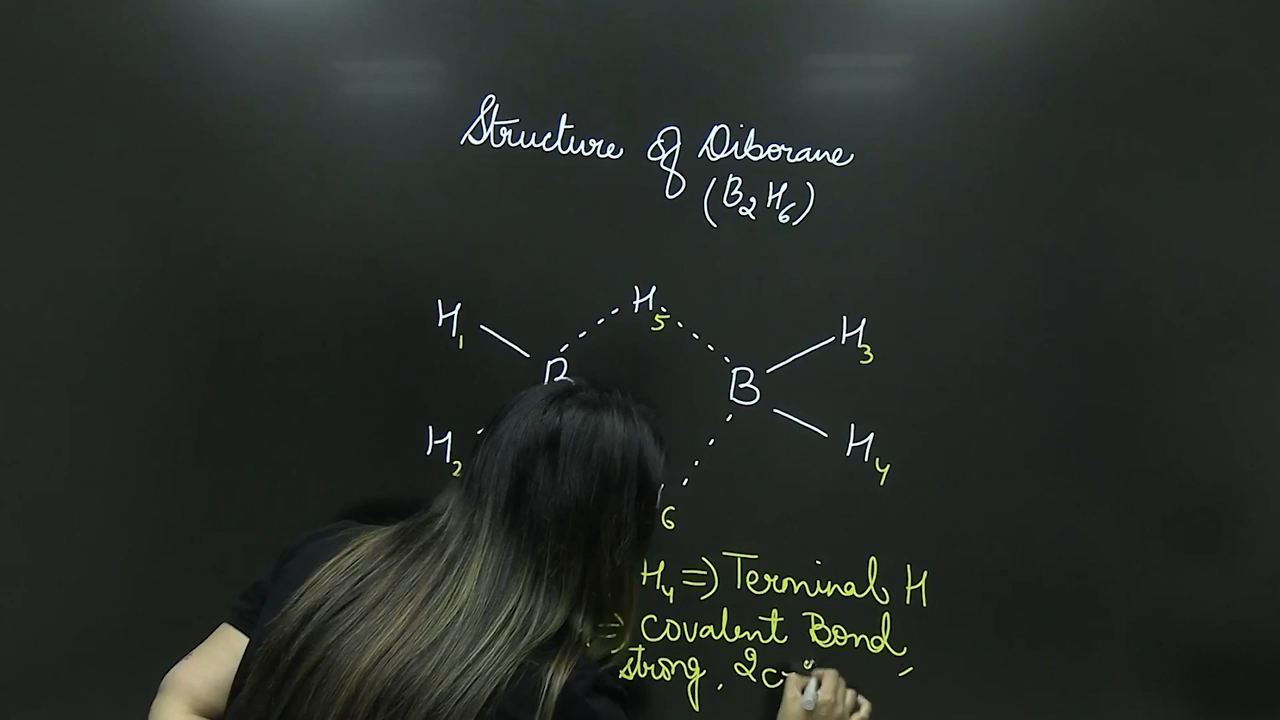 Structure of Diborane
(B2H6)
H5
H1
H3
B
B
H2
H4
6
H4 => Terminal H
=> Covalent Bond,
strong, 2c-